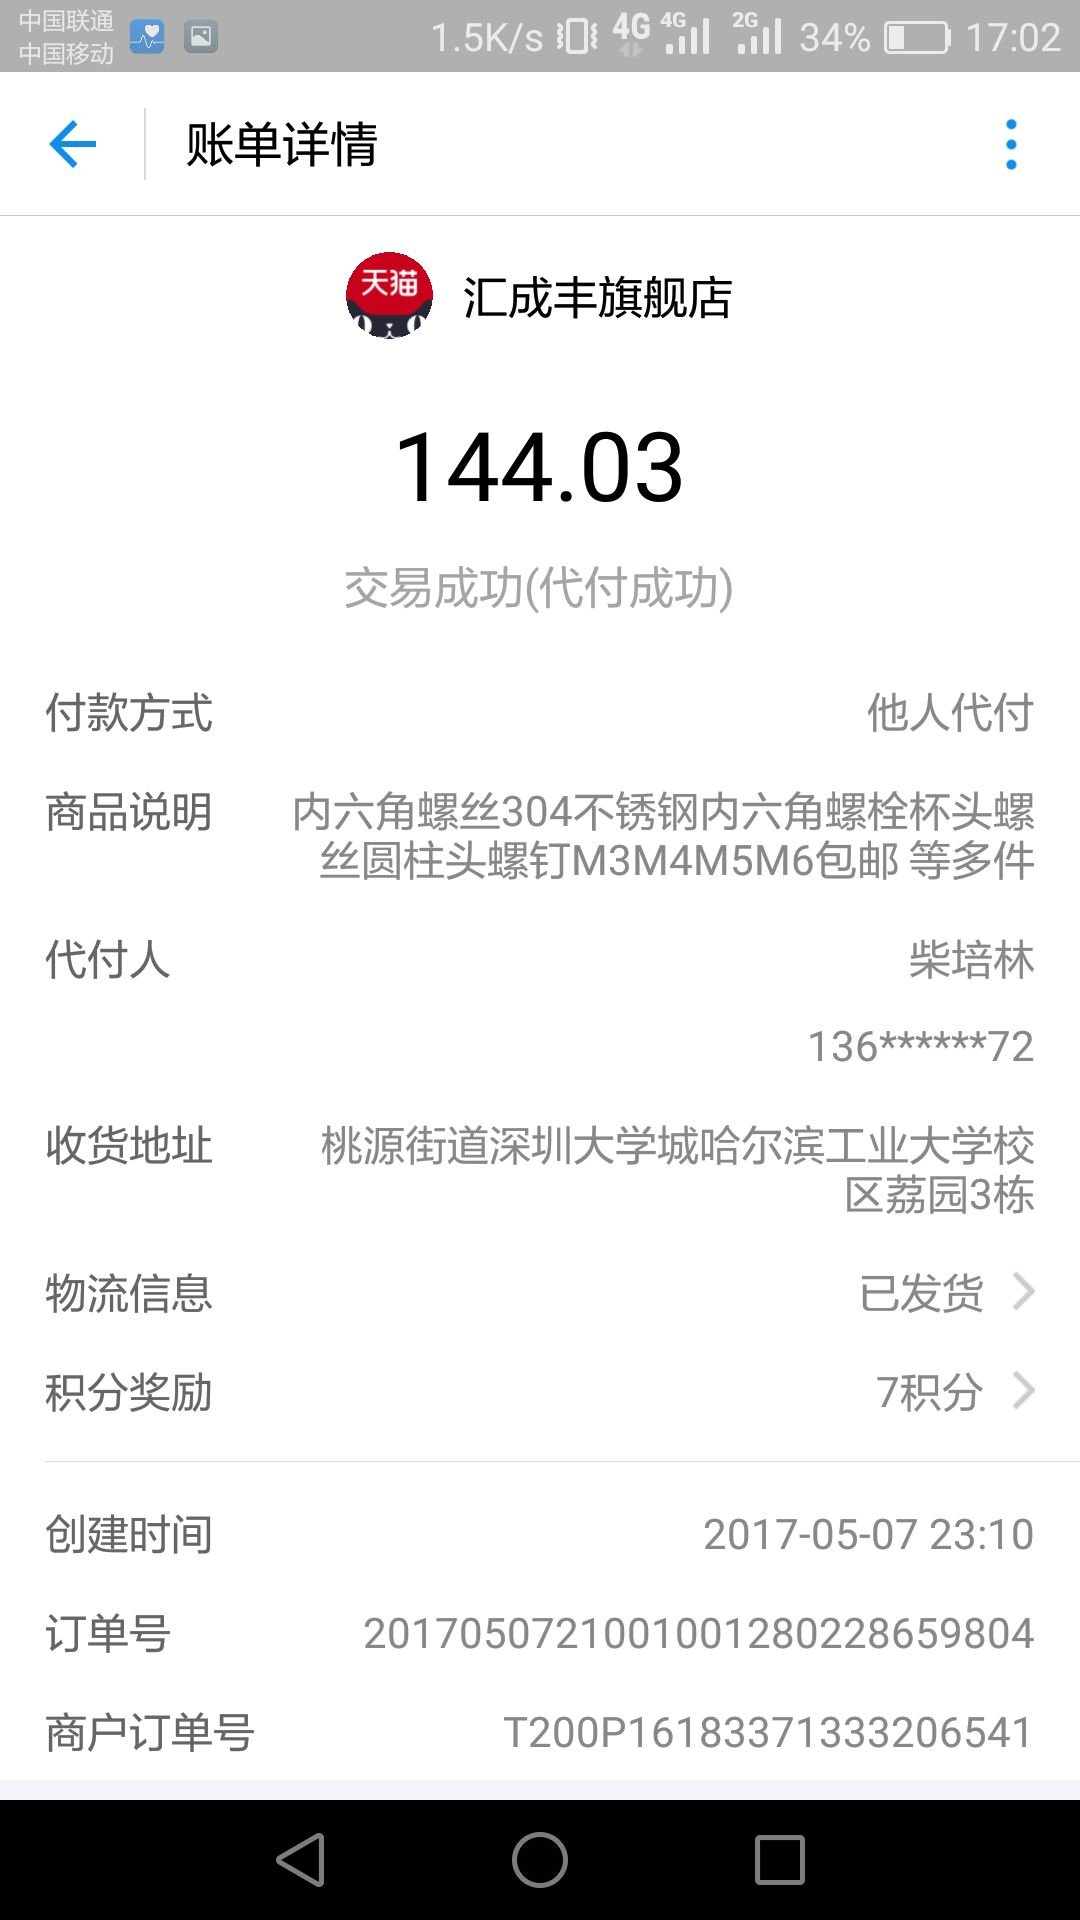 中国联通
中国移动
1.5K/s 4G 4G 2G 34% 17:02
账单详情
天猫 汇成丰旗舰店
144.03
交易成功(代付成功)
付款方式 他人代付
商品说明 内六角螺丝304不锈钢内六角螺栓杯头螺
丝圆柱头螺钉M3M4M5M6包邮 等多件
代付人 柴培林
136******72
收货地址 桃源街道深圳大学城哈尔滨工业大学校
区荔园3栋
物流信息 已发货
积分奖励 7积分
创建时间 2017-05-07 23:10
订单号 2017050721001001280228659804
商户订单号 T200P16183371333206541